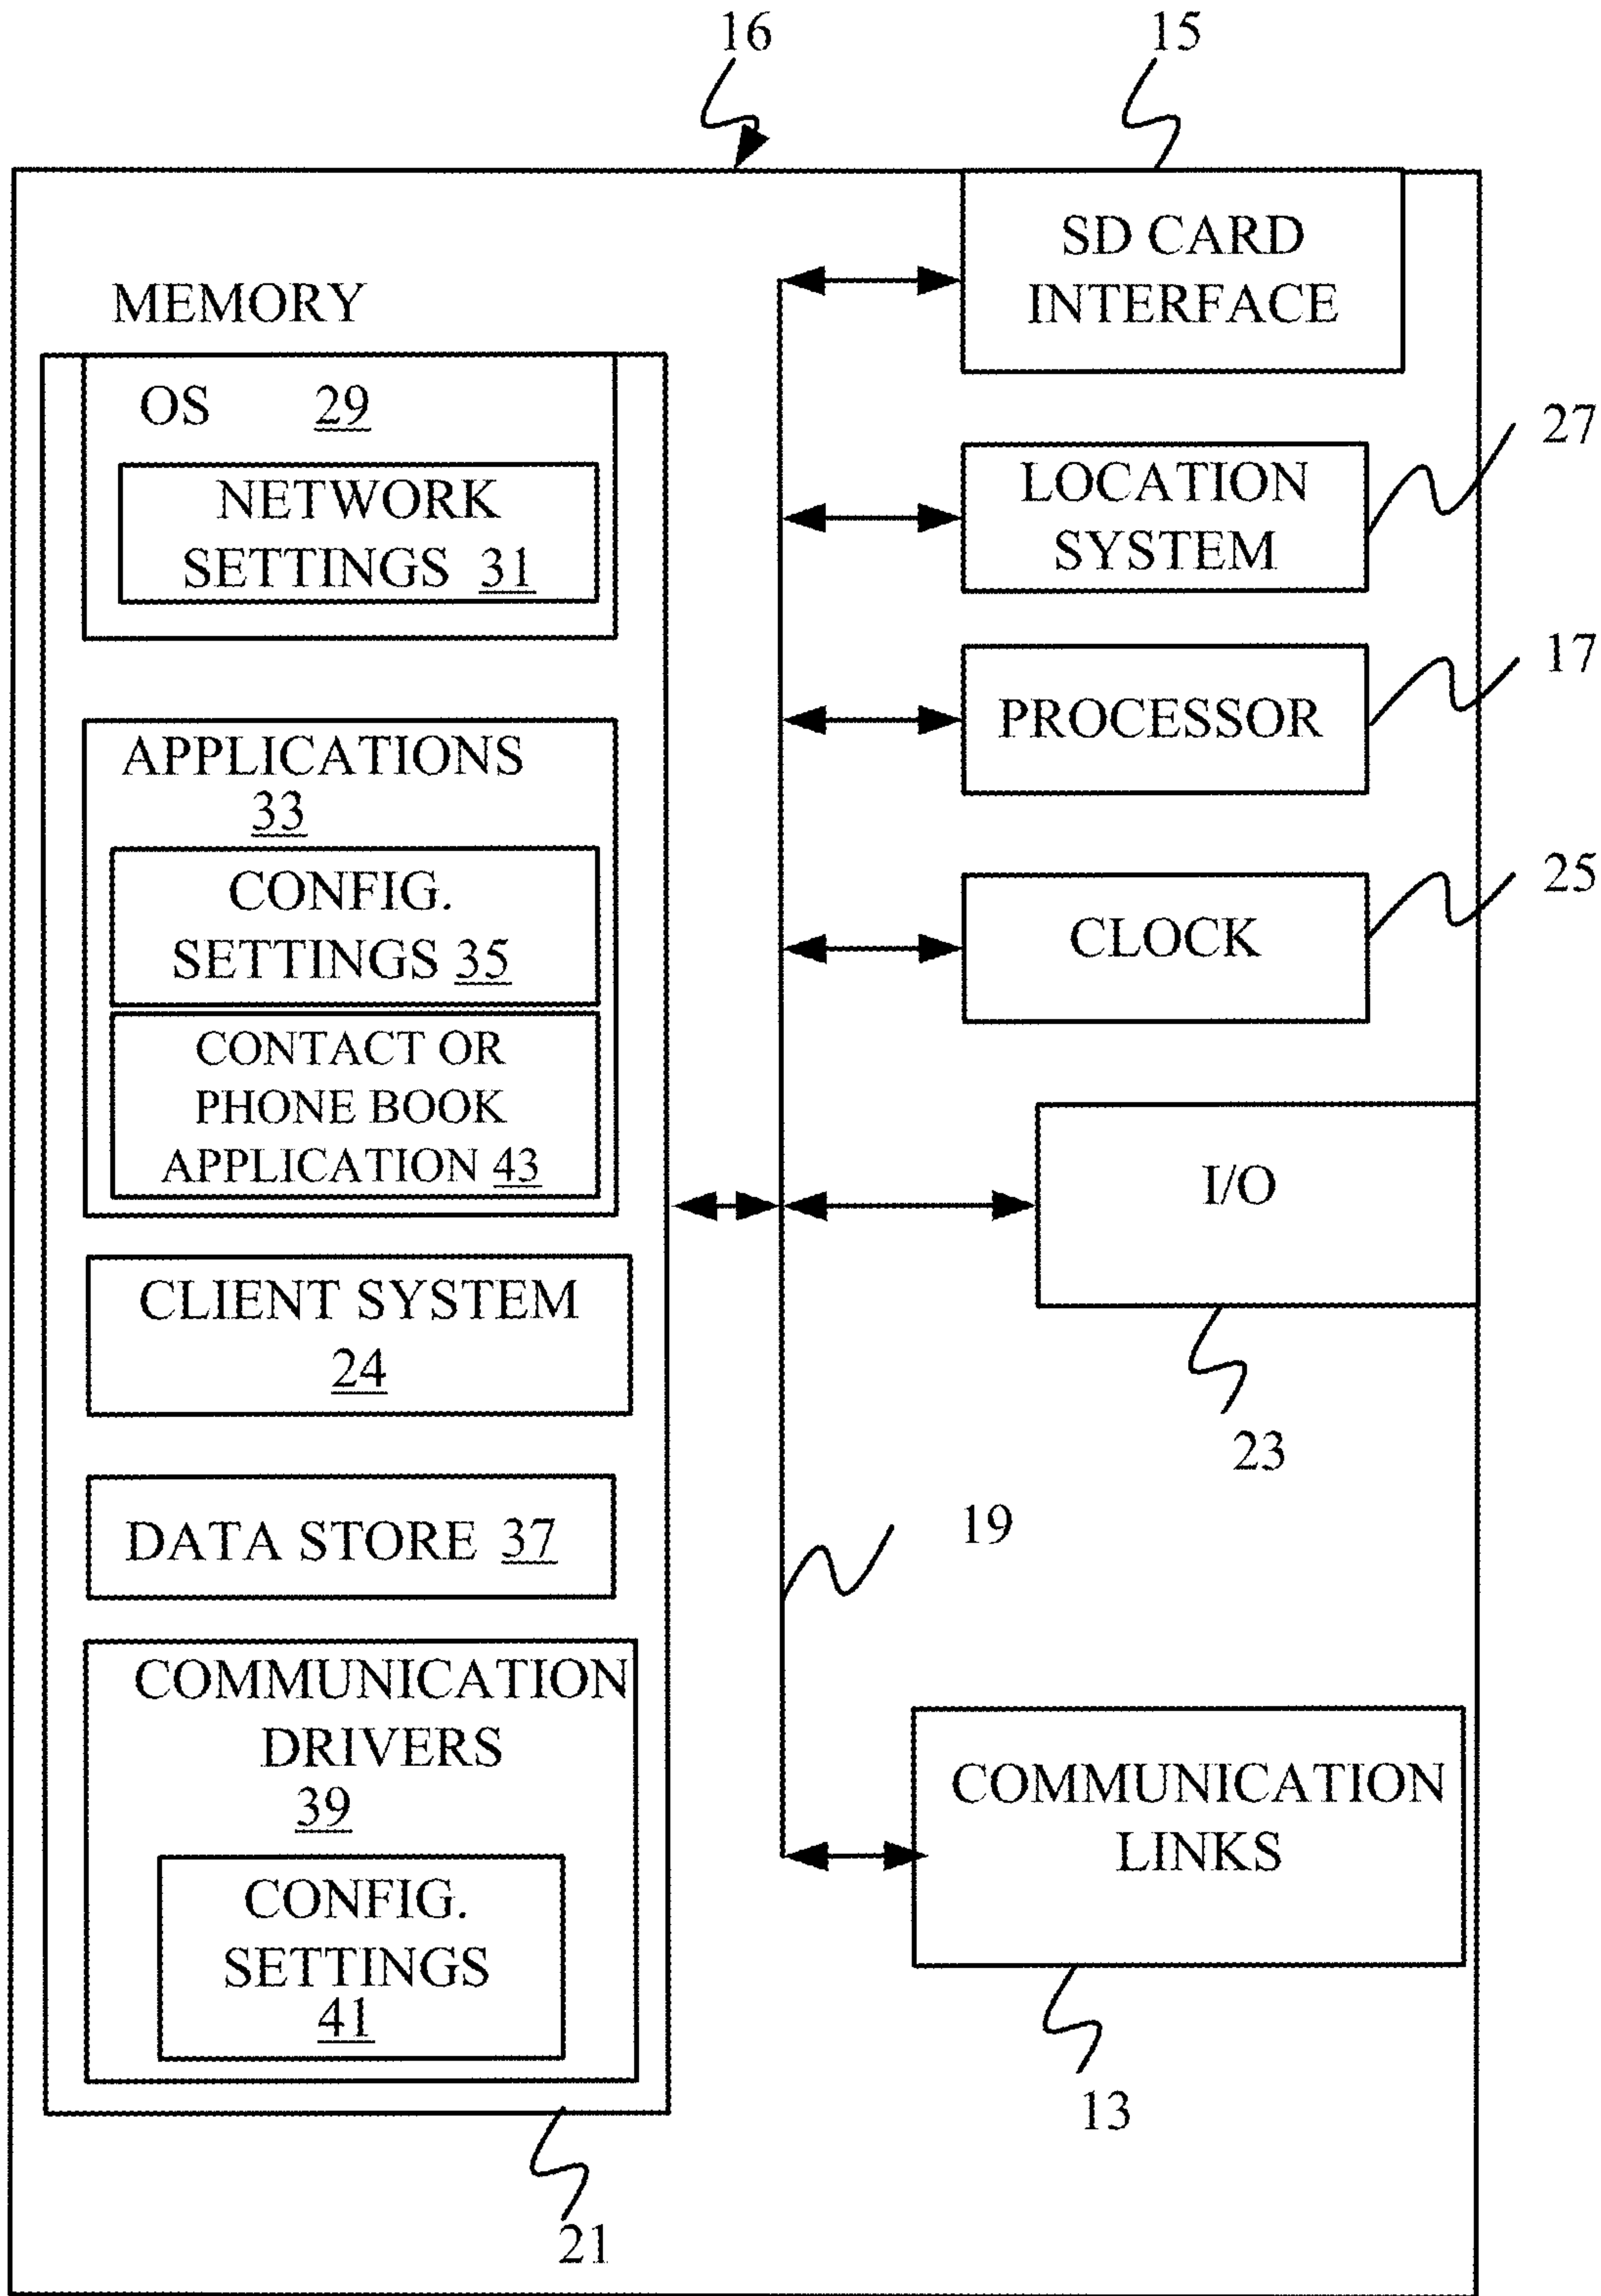 16
15
SD CARD
INTERFACE
MEMORY
OS 29
NETWORK
SETTINGS 31
27
LOCATION
SYSTEM
17
PROCESSOR
APPLICATIONS
33
CONFIG.
SETTINGS 35
25
CLOCK
CONTACT OR
PHONE BOOK
APPLICATION 43
I/O
23
CLIENT SYSTEM
24
19
DATA STORE 37
COMMUNICATION
DRIVERS
39
CONFIG.
SETTINGS
41
COMMUNICATION
LINKS
13
21